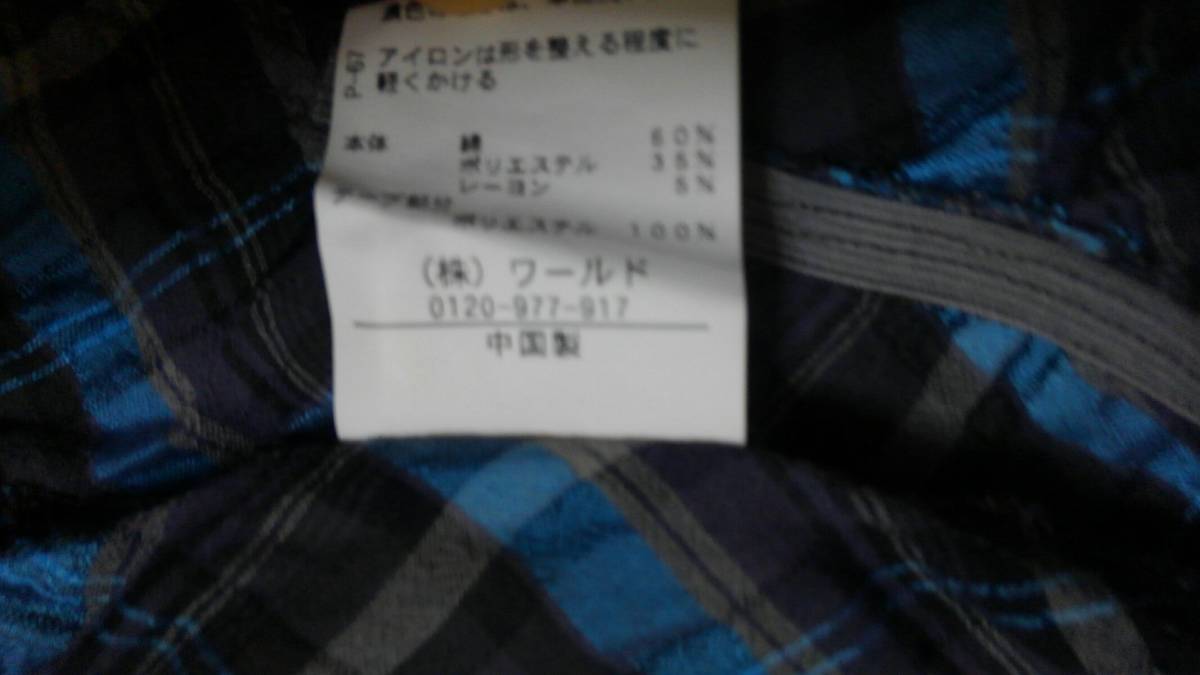 P-67
アイロンは形を整える程度に
軽くかける
本体 綿 60%
ポリエステル 35%
レーヨン 5%
ポリエステル 100%
(株) ワールド
0120-977-917
中国製